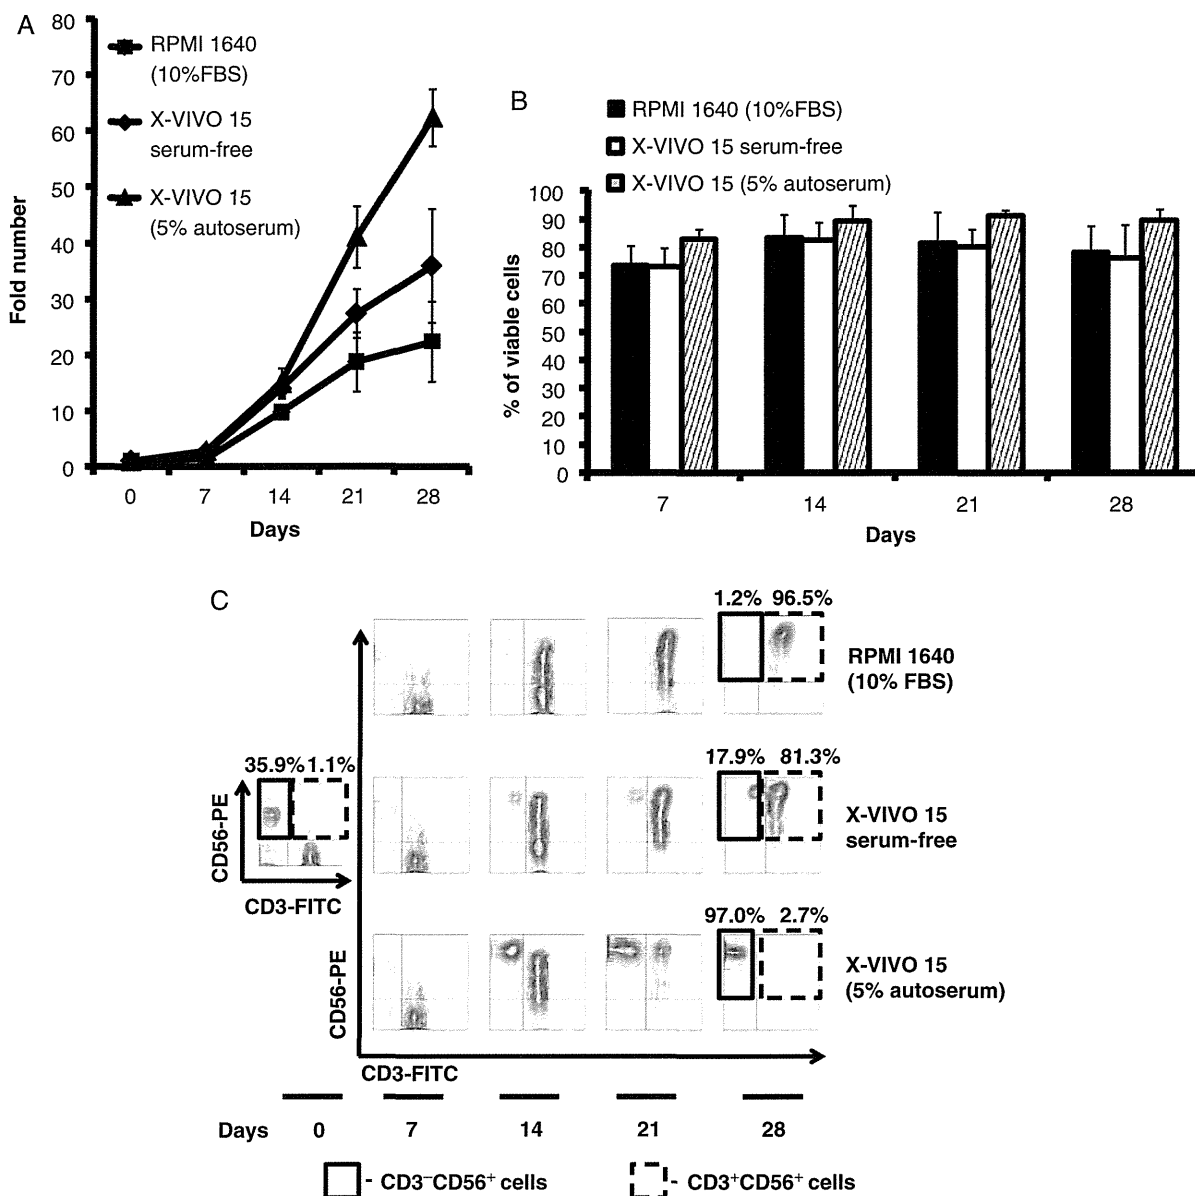 A
80
70
60
50
40
30
20
10
0
Fold number
RPMI 1640
(10%FBS)
X-VIVO 15
serum-free
X-VIVO 15
(5% autoserum)
0 7 14 21 28
Days
B
RPMI 1640 (10%FBS)
X-VIVO 15 serum-free
X-VIVO 15 (5% autoserum)
100
90
80
70
60
50
40
30
20
10
0
% of viable cells
7 14 21 28
Days
C
1.2% 96.5%
RPMI 1640
(10% FBS)
35.9% 1.1%
CD56-PE
CD3-FITC
17.9% 81.3%
X-VIVO 15
serum-free
97.0% 2.7%
X-VIVO 15
(5% autoserum)
CD56-PE
CD3-FITC
Days 0 7 14 21 28
- CD3⁻CD56⁺ cells
- CD3⁺CD56⁺ cells